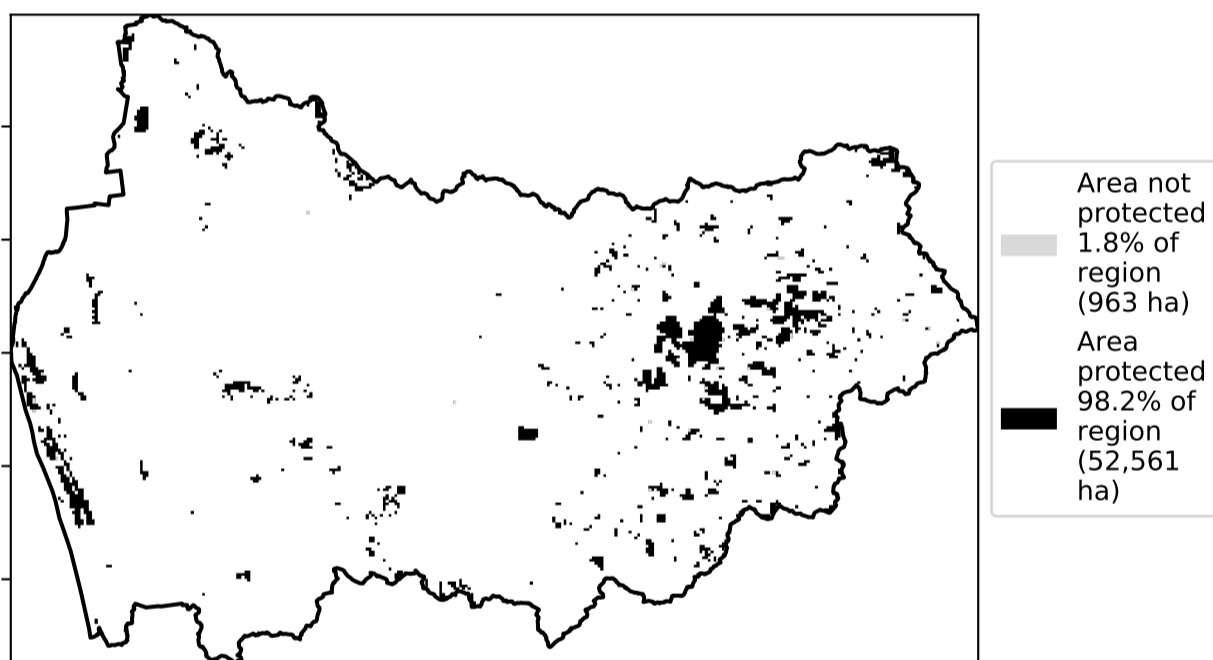 Area not
protected
1.8% of
region
(963 ha)
Area
protected
98.2% of
region
(52,561
ha)